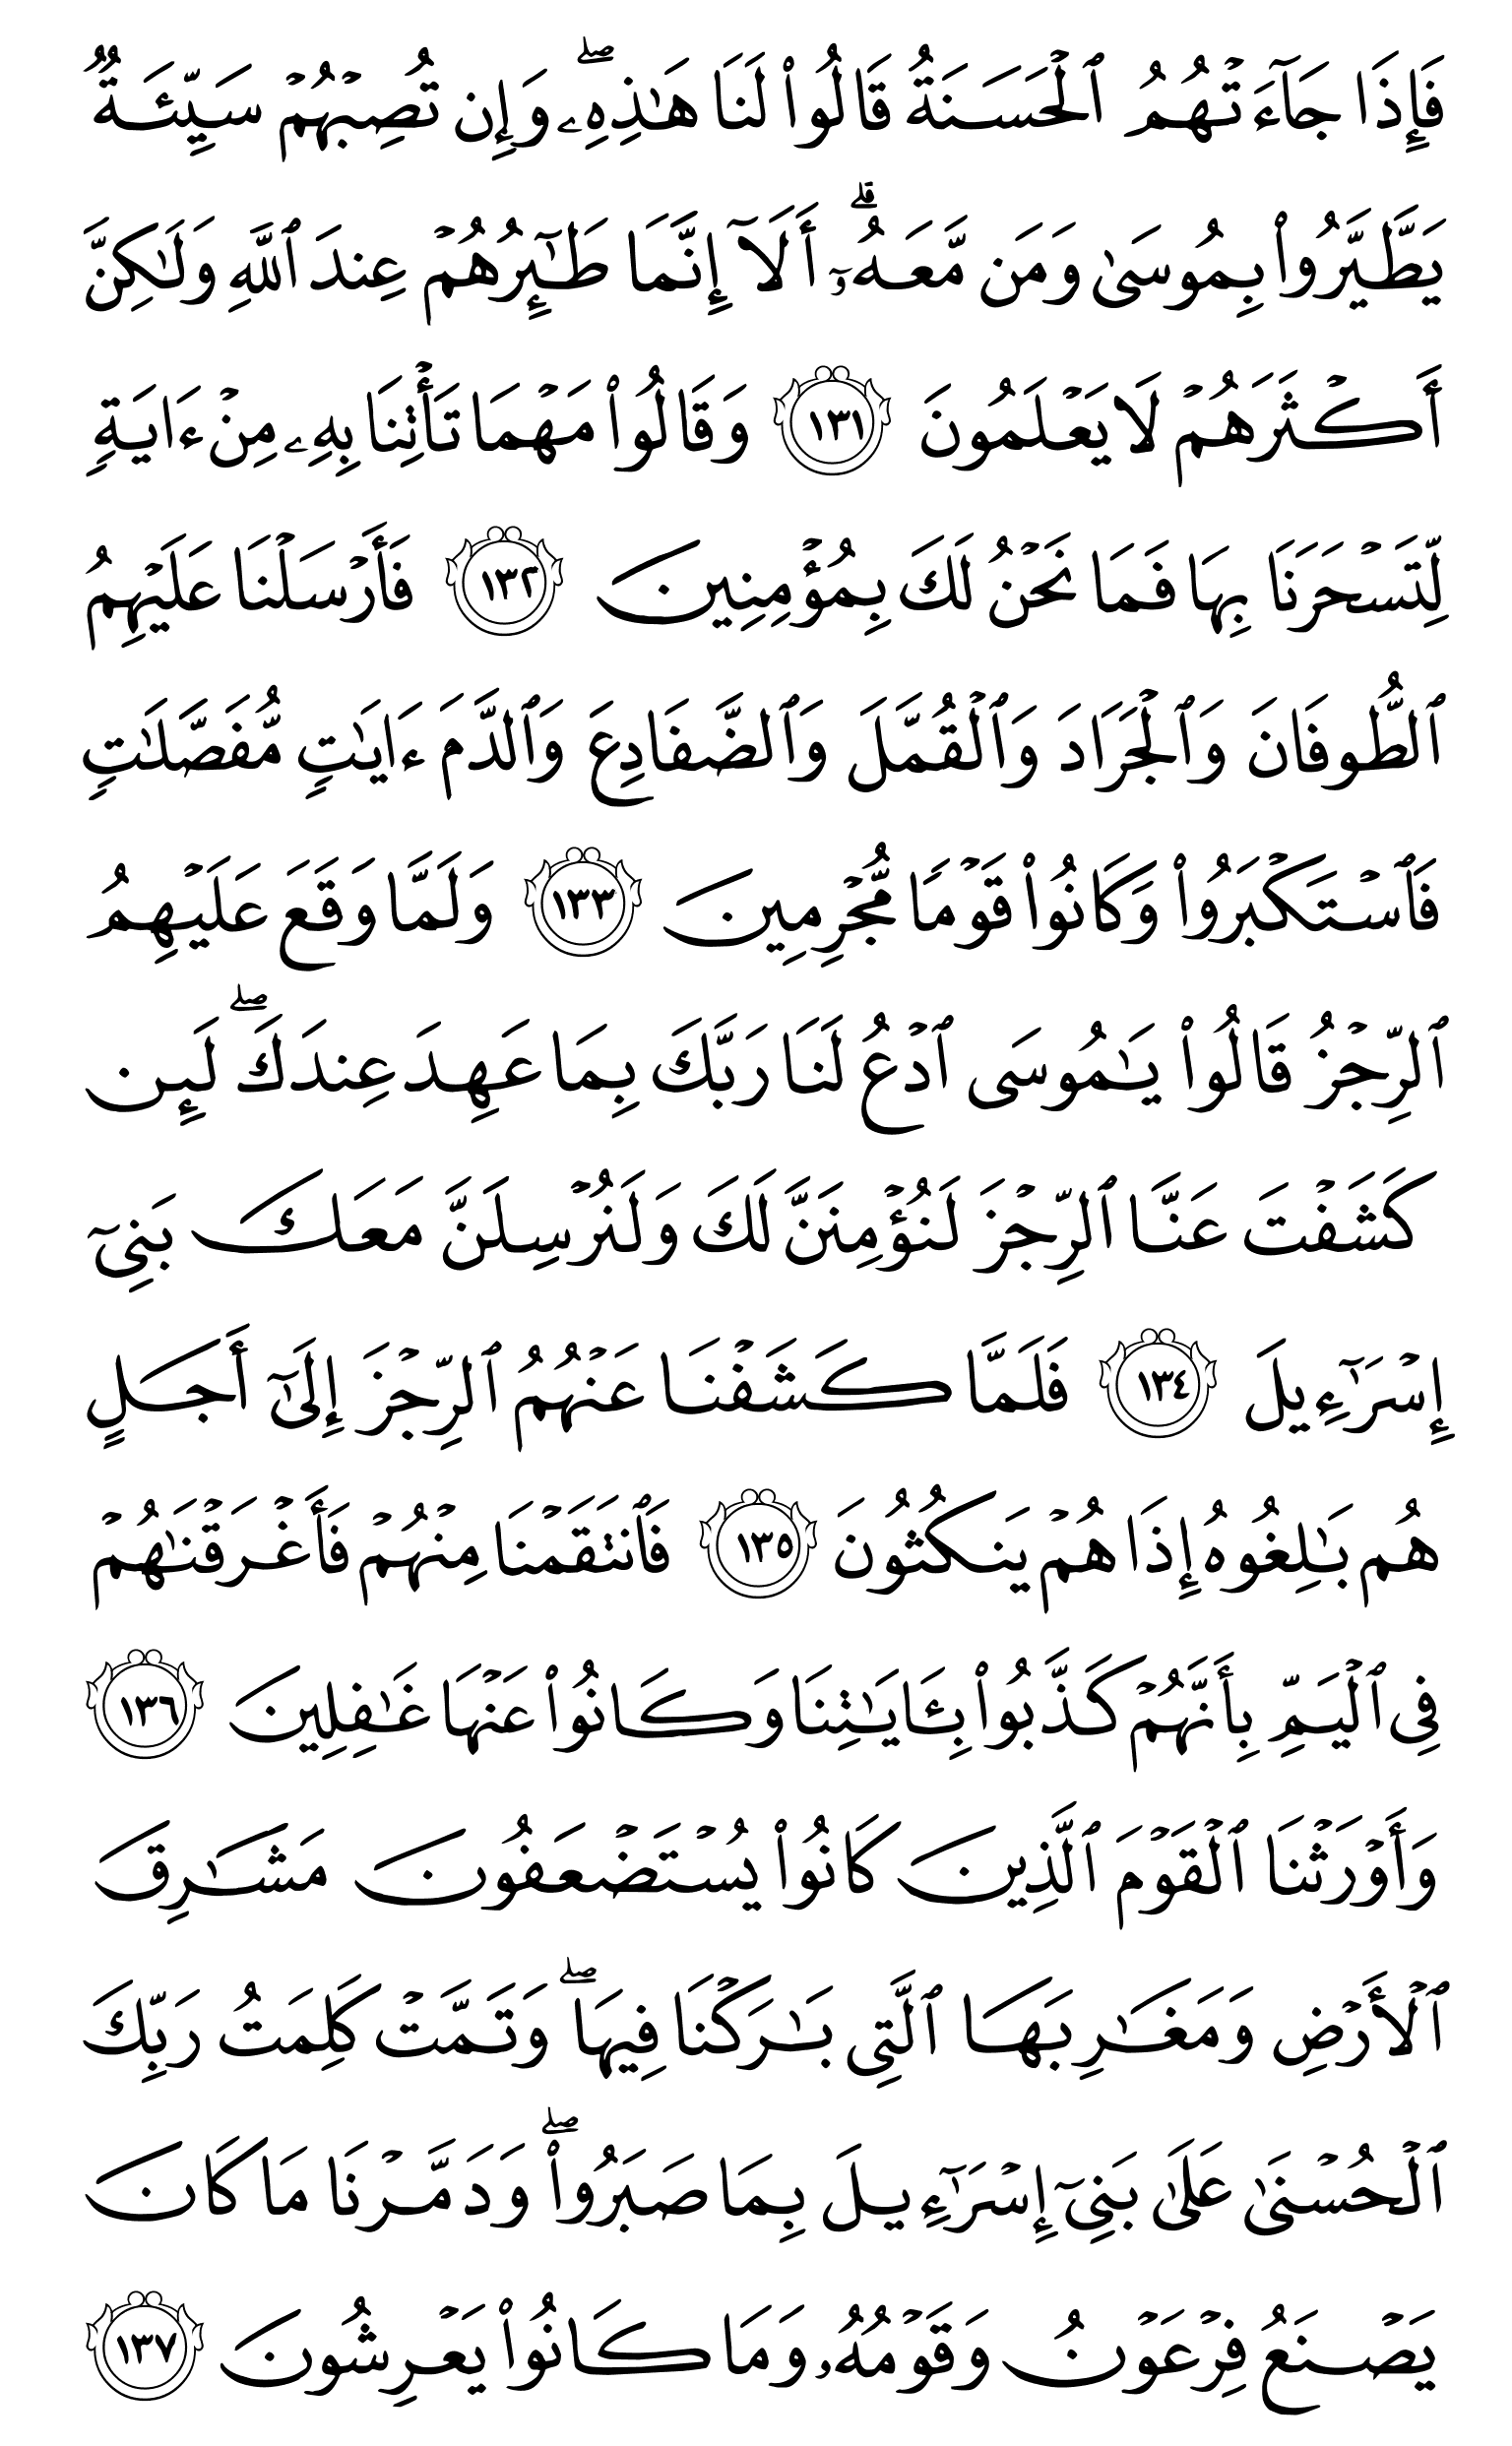 فَإِذَا جَآءَتْهُمُ ٱلْحَسَنَةُ قَالُوا۟ لَنَا هَـٰذِهِۦ ۖ وَإِن تُصِبْهُمْ سَيِّئَةٌ
يَطَّيَّرُوا۟ بِمُوسَىٰ وَمَن مَّعَهُۥٓ ۗ أَلَآ إِنَّمَا طَـٰٓئِرُهُمْ عِندَ ٱللَّهِ وَلَـٰكِنَّ
أَكْثَرَهُمْ لَا يَعْلَمُونَ ١٣١ وَقَالُوا۟ مَهْمَا تَأْتِنَا بِهِۦ مِنْ ءَايَةٍ
لِّتَسْحَرَنَا بِهَا فَمَا نَحْنُ لَكَ بِمُؤْمِنِينَ ١٣٢ فَأَرْسَلْنَا عَلَيْهِمُ
ٱلطُّوفَانَ وَٱلْجَرَادَ وَٱلْقُمَّلَ وَٱلضَّفَادِعَ وَٱلدَّمَ ءَايَـٰتٍ مُّفَصَّلَـٰتٍ
فَٱسْتَكْبَرُوا۟ وَكَانُوا۟ قَوْمًا مُّجْرِمِينَ ١٣٣ وَلَمَّا وَقَعَ عَلَيْهِمُ
ٱلرِّجْزُ قَالُوا۟ يَـٰمُوسَى ٱدْعُ لَنَا رَبَّكَ بِمَا عَهِدَ عِندَكَ ۖ لَئِن
كَشَفْتَ عَنَّا ٱلرِّجْزَ لَنُؤْمِنَنَّ لَكَ وَلَنُرْسِلَنَّ مَعَكَ بَنِىٓ
إِسْرَٰٓءِيلَ ١٣٤ فَلَمَّا كَشَفْنَا عَنْهُمُ ٱلرِّجْزَ إِلَىٰٓ أَجَلٍ
هُم بَـٰلِغُوهُ إِذَا هُمْ يَنكُثُونَ ١٣٥ فَٱنتَقَمْنَا مِنْهُمْ فَأَغْرَقْنَـٰهُمْ
فِى ٱلْيَمِّ بِأَنَّهُمْ كَذَّبُوا۟ بِـَٔايَـٰتِنَا وَكَانُوا۟ عَنْهَا غَـٰفِلِينَ ١٣٦
وَأَوْرَثْنَا ٱلْقَوْمَ ٱلَّذِينَ كَانُوا۟ يُسْتَضْعَفُونَ مَشَـٰرِقَ
ٱلْأَرْضِ وَمَغَـٰرِبَهَا ٱلَّتِى بَـٰرَكْنَا فِيهَا ۖ وَتَمَّتْ كَلِمَتُ رَبِّكَ
ٱلْحُسْنَىٰ عَلَىٰ بَنِىٓ إِسْرَٰٓءِيلَ بِمَا صَبَرُوا۟ ۖ وَدَمَّرْنَا مَا كَانَ
يَصْنَعُ فِرْعَوْنُ وَقَوْمُهُۥ وَمَا كَانُوا۟ يَعْرِشُونَ ١٣٧